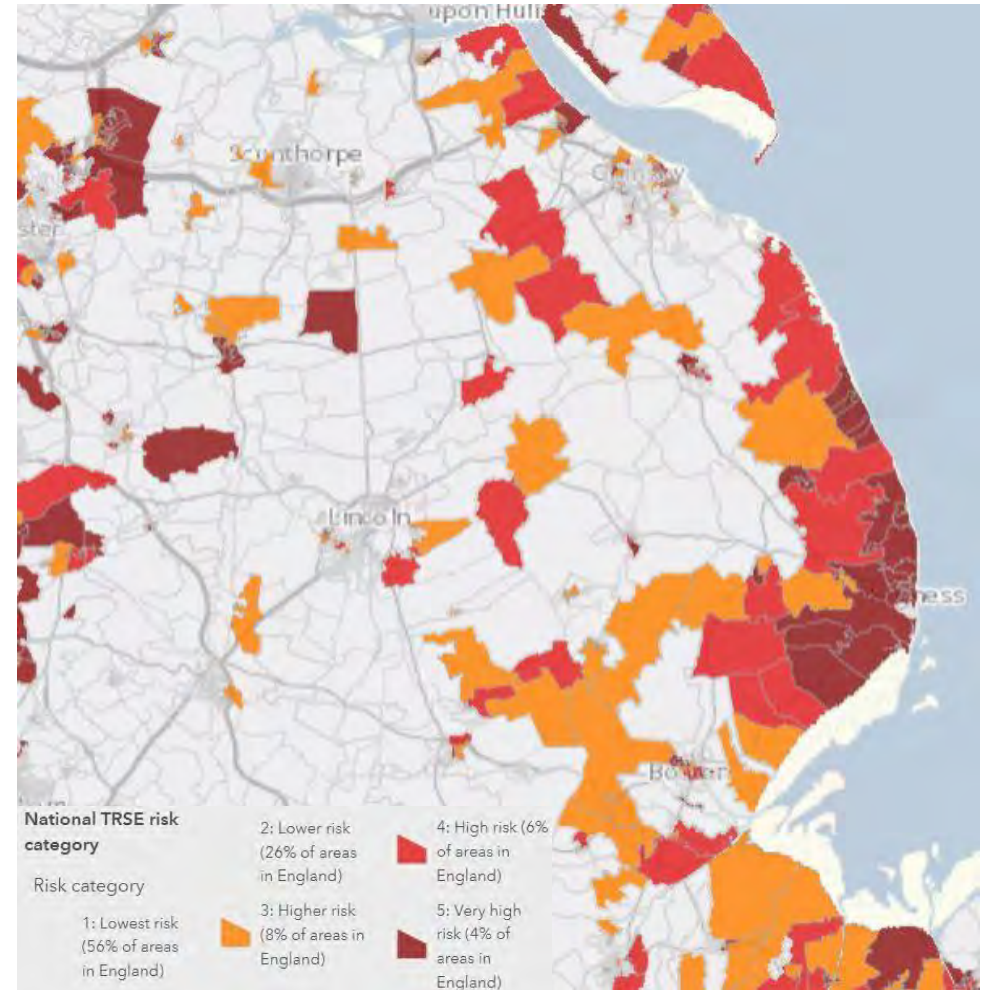 upon Hull
Scunthorpe
ster
Lincoln
ness
National TRSE risk
category
Risk category
1: Lowest risk
(56% of areas
in England)
2: Lower risk
(26% of areas
in England)
3: Higher risk
(8% of areas in
England)
4: High risk (6%
of areas in
England)
5: Very high
risk (4% of
areas in
England)